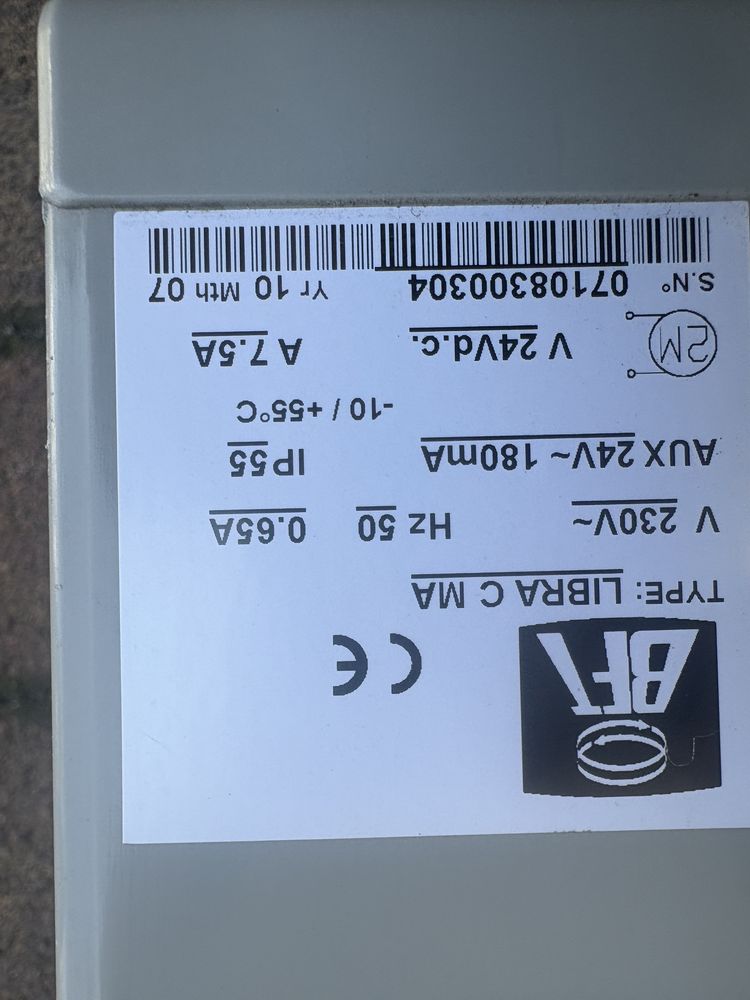 BFT
CE
TYPE: LIBRA C MA
V 230V~ Hz 50 0.65A
AUX 24V~ 180mA IP55
-10 / +55°C
2M V 24Vd.c. A 7.5A
S.N° 07108300304 Yr 10 Mth 07